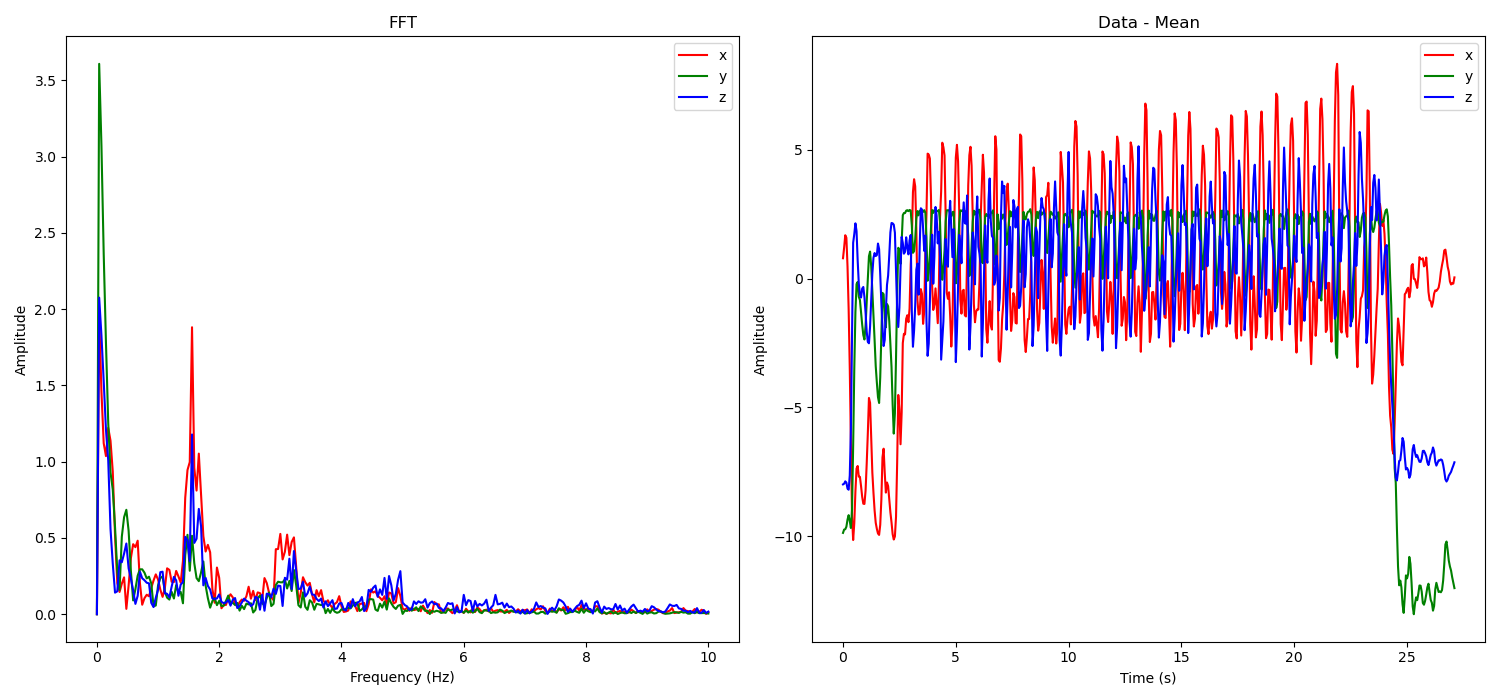 FFT
3.5
3.0
2.5
2.0
1.5
1.0
0.5
0.0
Amplitude
0 2 4 6 8 10
Frequency (Hz)
x
y
z
Data - Mean
5
0
−5
−10
Amplitude
0 5 10 15 20 25
Time (s)
x
y
z